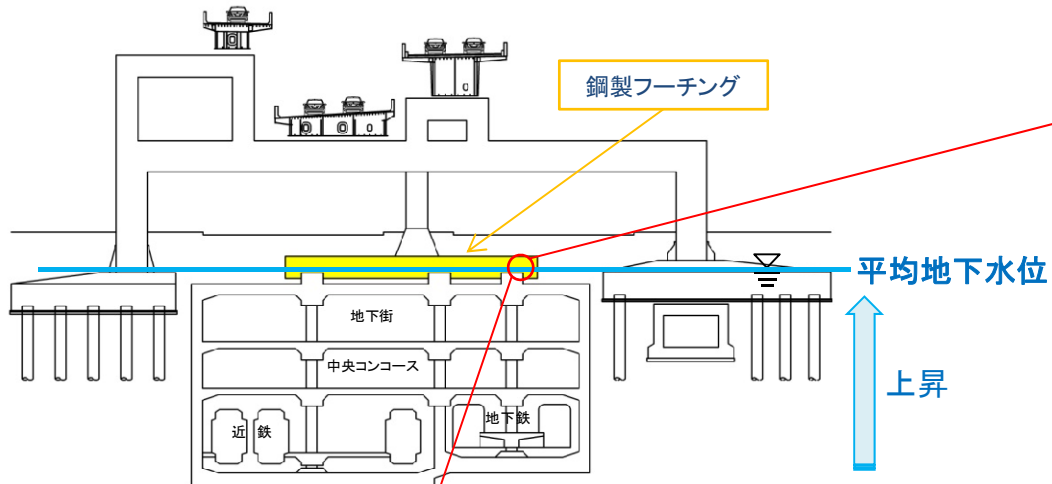 鋼製フーチング
平均地下水位
地下街
中央コンコース
上昇
近鉄
地下鉄